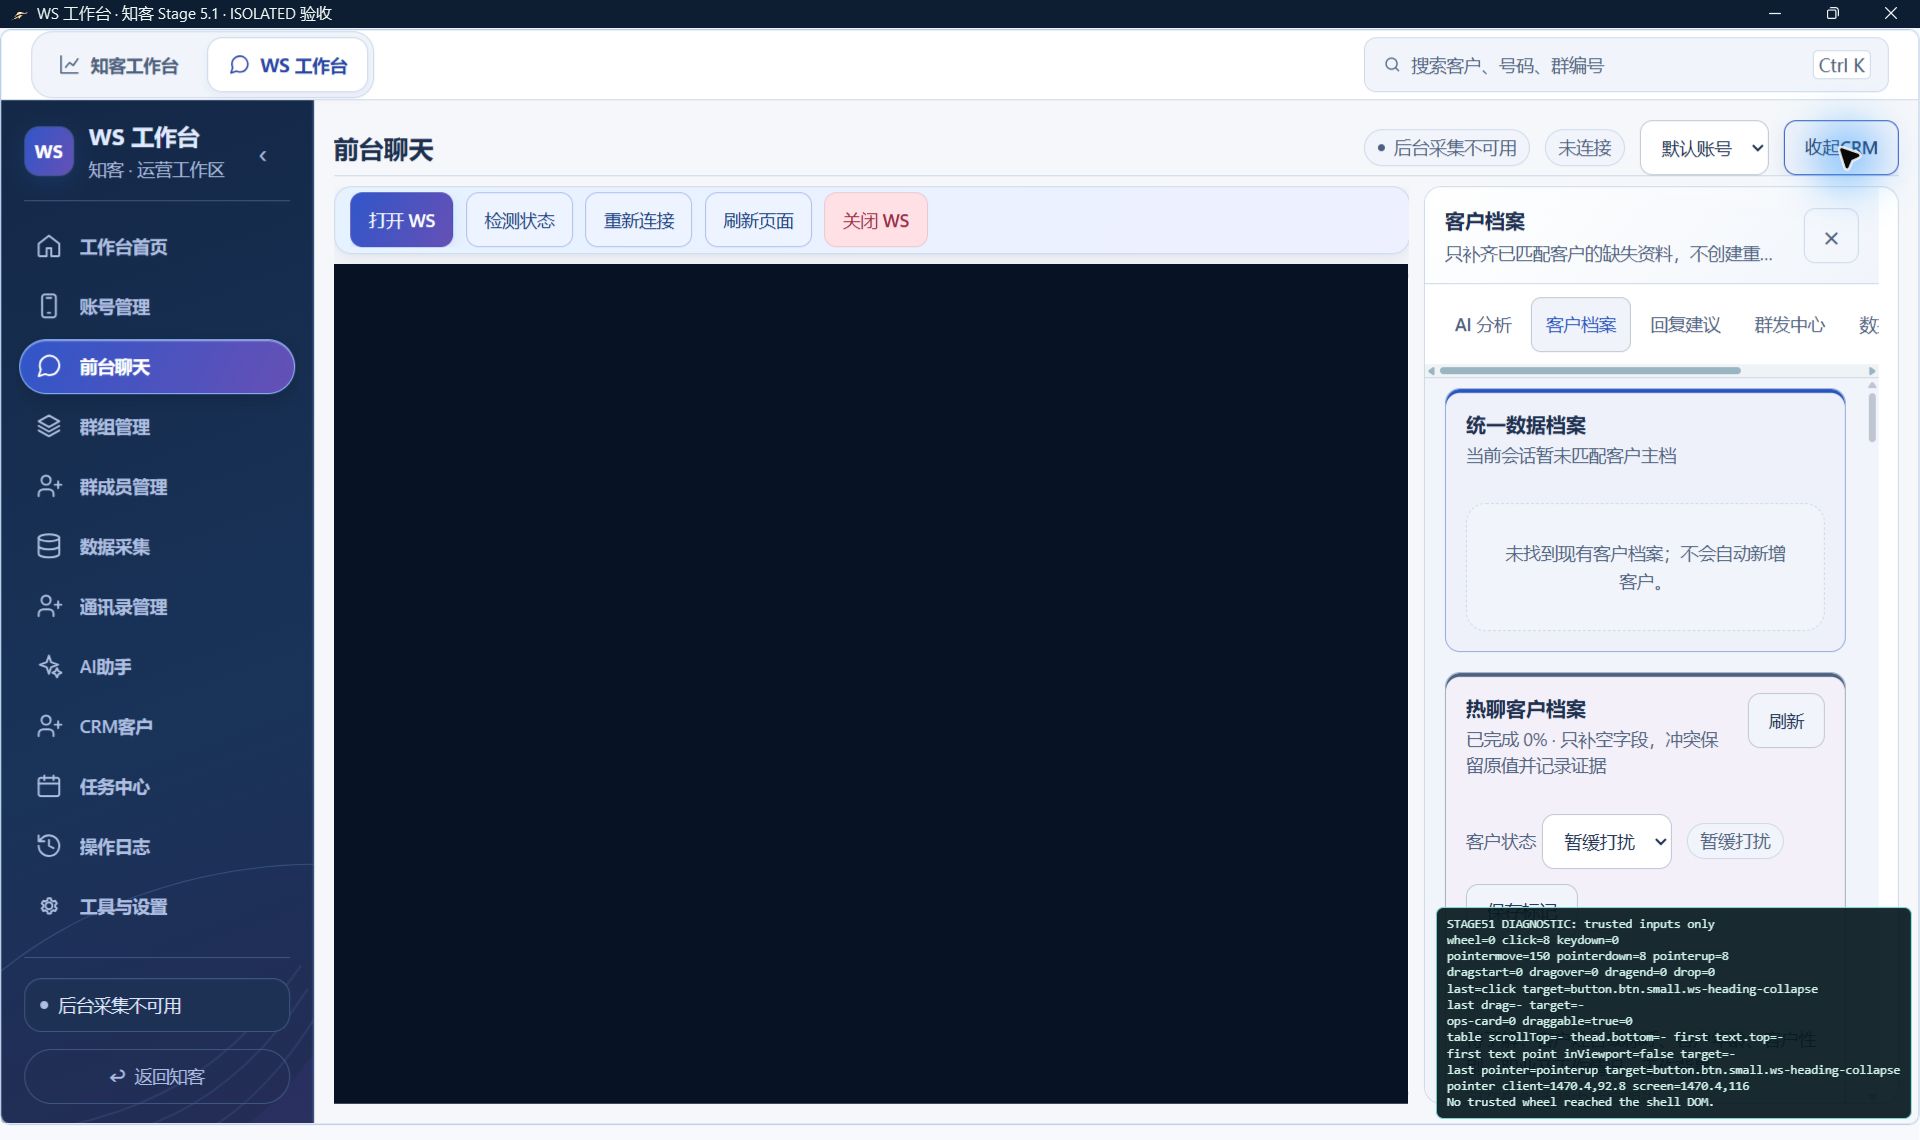 WS 工作台 · 知客 Stage 5.1 · ISOLATED 验收
知客工作台
WS 工作台
搜索客户、号码、群编号
Ctrl K
WS
WS 工作台
知客 · 运营工作区
工作台首页
账号管理
前台聊天
群组管理
群成员管理
数据采集
通讯录管理
AI助手
CRM客户
任务中心
操作日志
工具与设置
后台采集不可用
返回知客
前台聊天
后台采集不可用
未连接
默认账号
收起CRM
打开 WS
检测状态
重新连接
刷新页面
关闭 WS
客户档案
只补齐已匹配客户的缺失资料，不创建重...
AI 分析
客户档案
回复建议
群发中心
统一数据档案
当前会话暂未匹配客户主档
未找到现有客户档案；不会自动新增
客户。
热聊客户档案
已完成 0% · 只补空字段，冲突保
留原值并记录证据
刷新
客户状态
暂缓打扰
暂缓打扰
保存标记
STAGE51 DIAGNOSTIC: trusted inputs only
wheel=0 click=8 keydown=0
pointermove=150 pointerdown=8 pointerup=8
dragstart=0 dragover=0 dragend=0 drop=0
last=click target=button.btn.small.ws-heading-collapse
last drag=- target=-
ops-card=0 draggable=true=0
table scrollTop=- thead.bottom=- first text.top=-
first text point inViewport=false target=-
last pointer=pointerup target=button.btn.small.ws-heading-collapse
pointer client=1470.4,92.8 screen=1470.4,116
No trusted wheel reached the shell DOM.